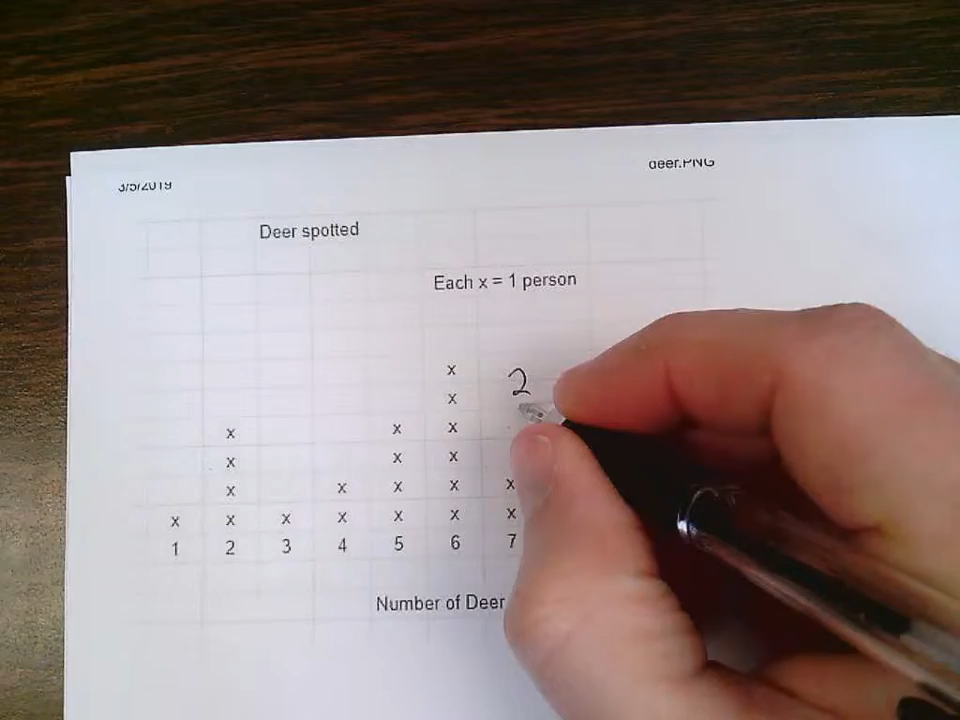 3/5/2019 deer.PNG
Deer spotted
Each x = 1 person
x 2
x
x x x
x x x
x x x x x
x x x x x x x
1 2 3 4 5 6 7
Number of Deer